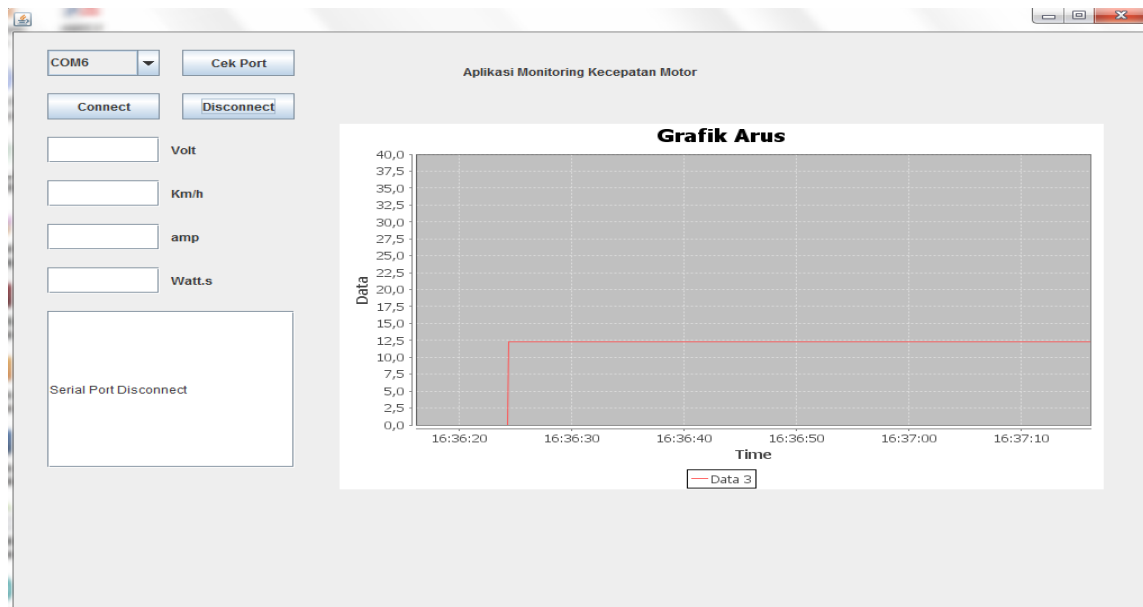 COM6
Cek Port
Aplikasi Monitoring Kecepatan Motor
Connect
Disconnect
Volt
Km/h
amp
Watt.s
Serial Port Disconnect
Grafik Arus
40,0
37,5
35,0
32,5
30,0
27,5
25,0
22,5
20,0
17,5
15,0
12,5
10,0
7,5
5,0
2,5
0,0
Data
16:36:20 16:36:30 16:36:40 16:36:50 16:37:00 16:37:10
Time
Data 3